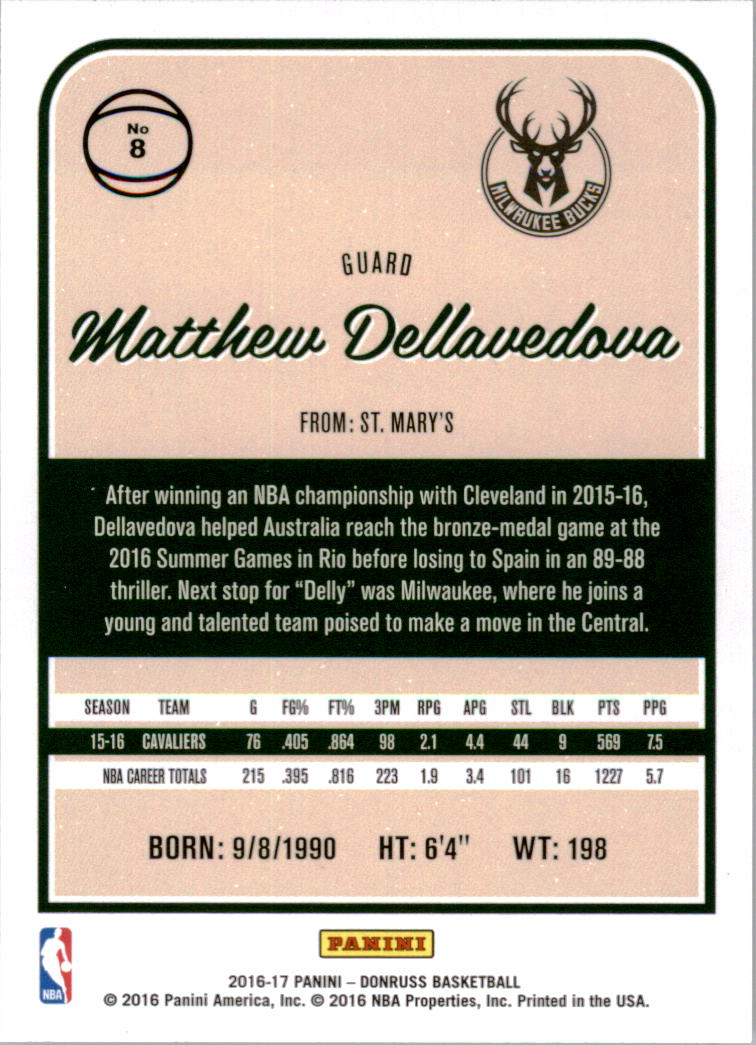 No
8
MILWAUKEE BUCKS
GUARD
Matthew Dellavedova
FROM: ST. MARY'S
After winning an NBA championship with Cleveland in 2015-16,
Dellavedova helped Australia reach the bronze-medal game at the
2016 Summer Games in Rio before losing to Spain in an 89-88
thriller. Next stop for “Delly” was Milwaukee, where he joins a
young and talented team poised to make a move in the Central.
SEASON TEAM G FG% FT% 3PM RPG APG STL BLK PTS PPG
15-16 CAVALIERS 76 .405 .864 98 2.1 4.4 44 9 569 7.5
NBA CAREER TOTALS 215 .395 .816 223 1.9 3.4 101 16 1227 5.7
BORN: 9/8/1990 HT: 6'4" WT: 198
PANINI
NBA
2016-17 PANINI – DONRUSS BASKETBALL
© 2016 Panini America, Inc. © 2016 NBA Properties, Inc. Printed in the USA.